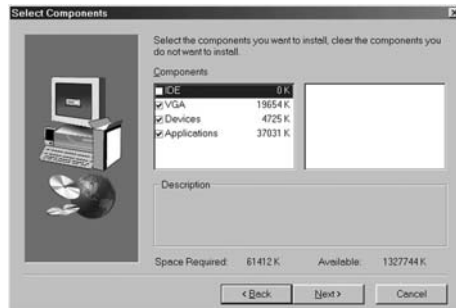 Select Components
Select the components you want to install, clear the components you
do not want to install.
Components
IDE 0 K
VGA 19654 K
Devices 4725 K
Applications 37031 K
Description
Space Required: 61412 K Available: 1327744 K
< Back Next > Cancel